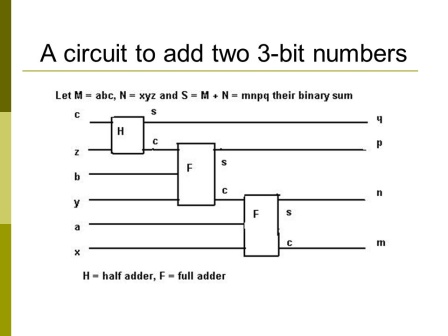 A circuit to add two 3-bit numbers
Let M = abc, N = xyz and S = M + N = mnpq their binary sum
c
s
q
H
z
c
p
F
s
b
c
n
y
F
s
a
c
m
x
H = half adder, F = full adder